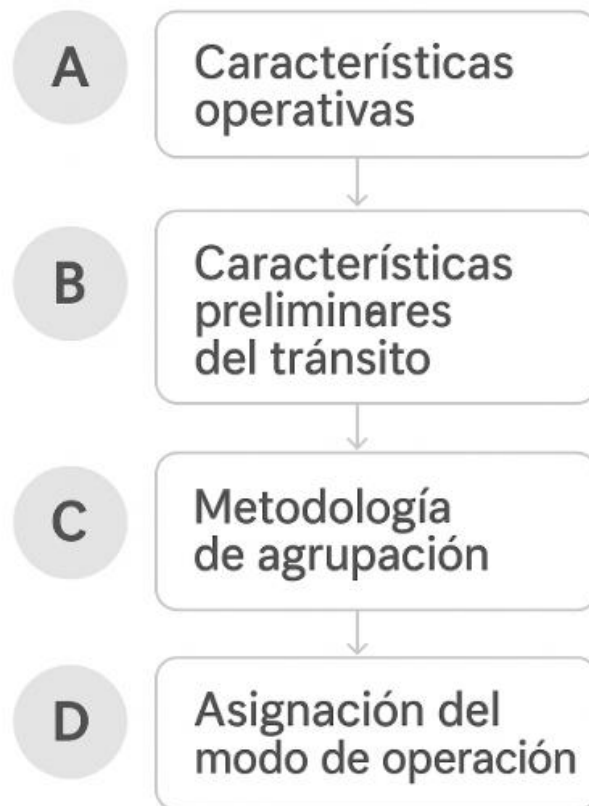 A
Características
operativas
B
Características
preliminares
del tránsito
C
Metodología
de agrupación
D
Asignación del
modo de operación